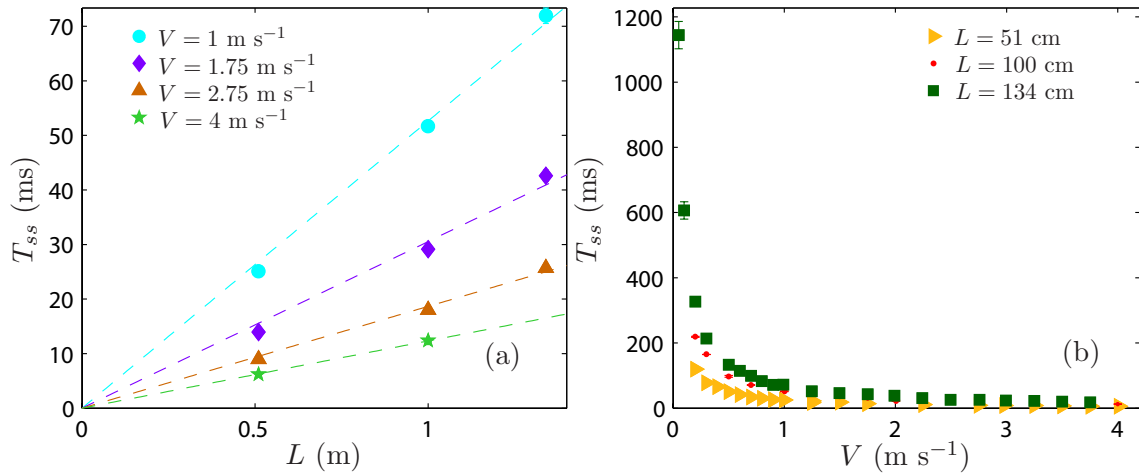 70
60
50
40
30
20
10
0
0
0.5
1
T_ss (ms)
L (m)
V = 1 m s⁻¹
V = 1.75 m s⁻¹
V = 2.75 m s⁻¹
V = 4 m s⁻¹
(a)
1200
1000
800
600
400
200
0
0
1
2
3
4
T_ss (ms)
V (m s⁻¹)
L = 51 cm
L = 100 cm
L = 134 cm
(b)